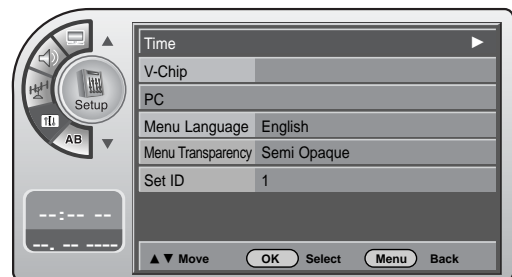 Setup
AB
--:-- --
--. -- ----
Time ►
V-Chip
PC
Menu Language English
Menu Transparency Semi Opaque
Set ID 1
▲▼ Move OK Select Menu Back